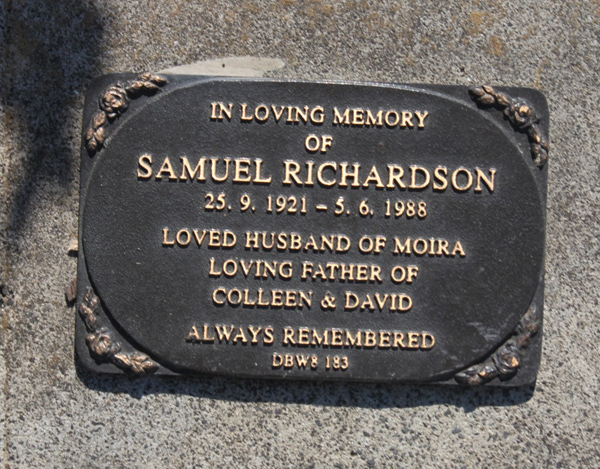 IN LOVING MEMORY
OF
SAMUEL RICHARDSON
25. 9. 1921 – 5. 6. 1988
LOVED HUSBAND OF MOIRA
LOVING FATHER OF
COLLEEN & DAVID
ALWAYS REMEMBERED
DBW8 183